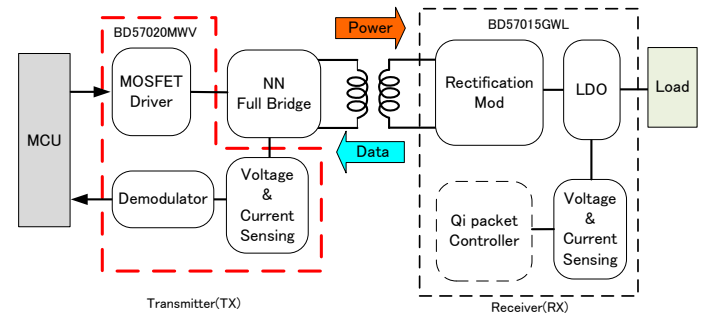 BD57020MWV
Power
BD57015GWL
MCU
MOSFET
Driver
NN
Full Bridge
Rectification
Mod
LDO
Load
Data
Demodulator
Voltage
&
Current
Sensing
Qi packet
Controller
Voltage
&
Current
Sensing
Transmitter(TX)
Receiver(RX)